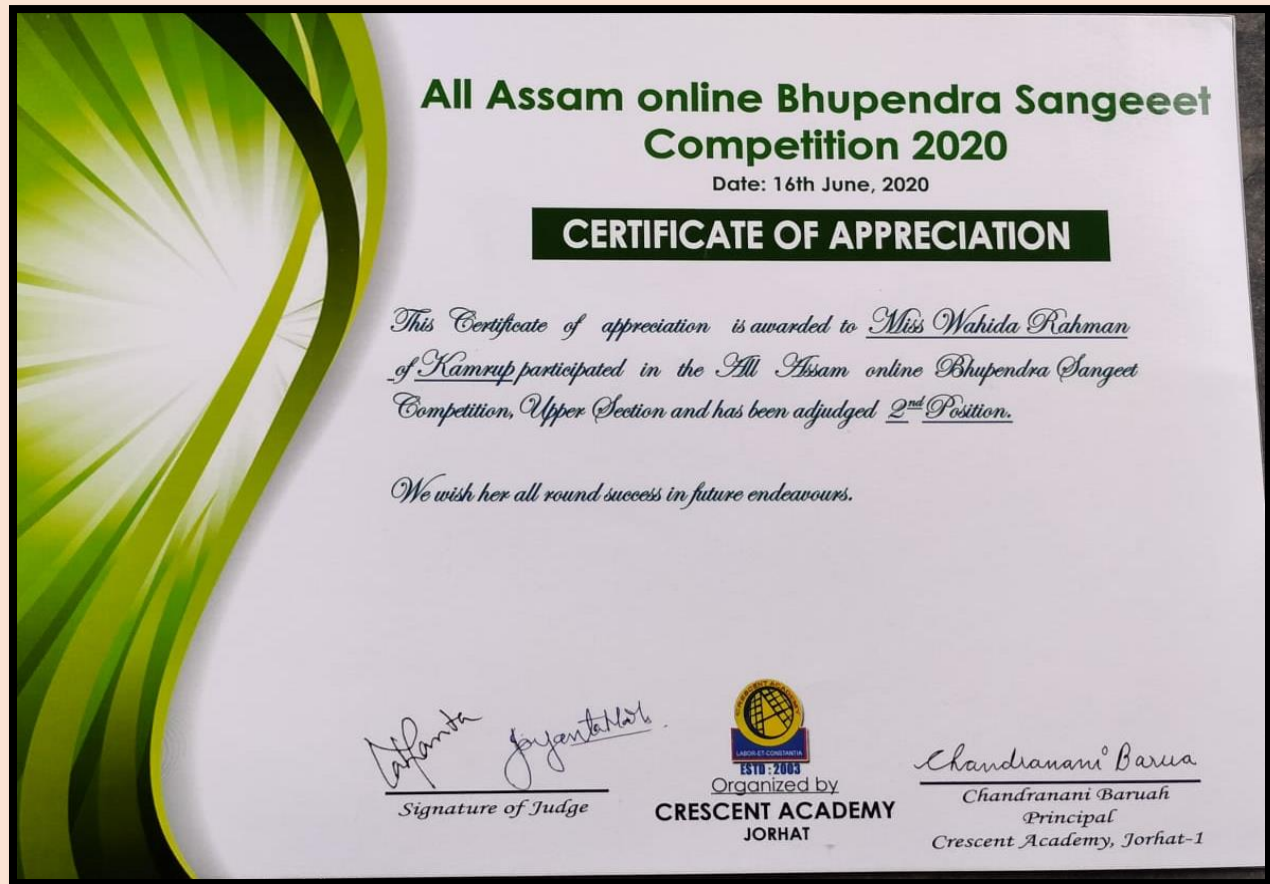 All Assam online Bhupendra Sangeeet
Competition 2020
Date: 16th June, 2020
CERTIFICATE OF APPRECIATION
This Certificate of appreciation is awarded to Miss Wahida Rahman
of Kamrup participated in the All Assam online Bhupendra Sangeet
Competition, Upper Section and has been adjudged 2nd Position.
We wish her all round success in future endeavours.
Signature of Judge
CRESCENT ACADEMY
LABOR-ET-CONSTANTIA
ESTD : 2003
Organized by
CRESCENT ACADEMY
JORHAT
Chandranani Barua
Chandranani Baruah
Principal
Crescent Academy, Jorhat-1